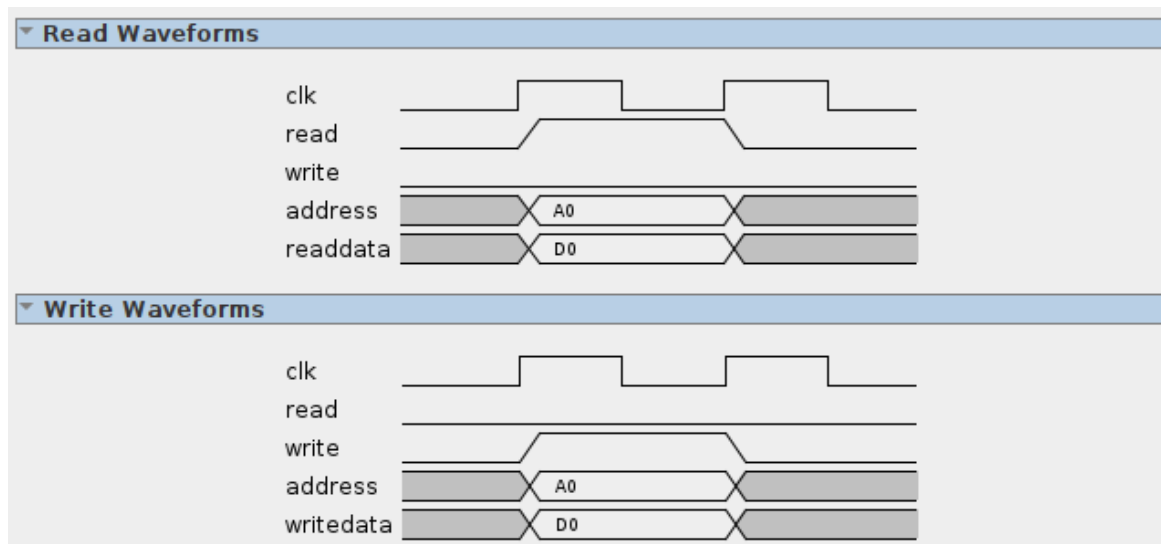 Read Waveforms
clk
read
write
address A0
readdata D0
Write Waveforms
clk
read
write
address A0
writedata D0